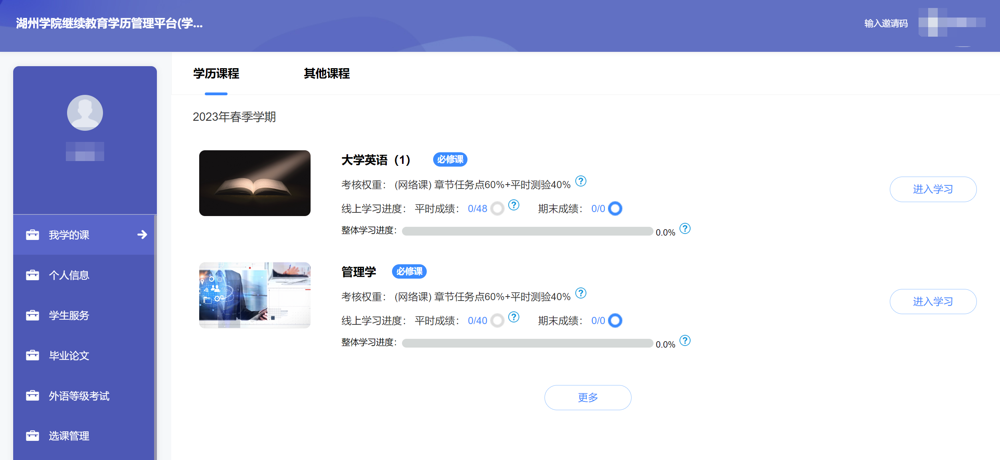 湖州学院继续教育学历管理平台(学...
输入邀请码
我学的课
个人信息
学生服务
毕业论文
外语等级考试
选课管理
学历课程
其他课程
2023年春季学期
大学英语（1） 必修课
考核权重： (网络课) 章节任务点60%+平时测验40% ?
线上学习进度： 平时成绩： 0/48 ? 期末成绩： 0/0
整体学习进度： 0.0% ?
进入学习
管理学 必修课
考核权重： (网络课) 章节任务点60%+平时测验40% ?
线上学习进度： 平时成绩： 0/40 ? 期末成绩： 0/0
整体学习进度： 0.0% ?
进入学习
更多